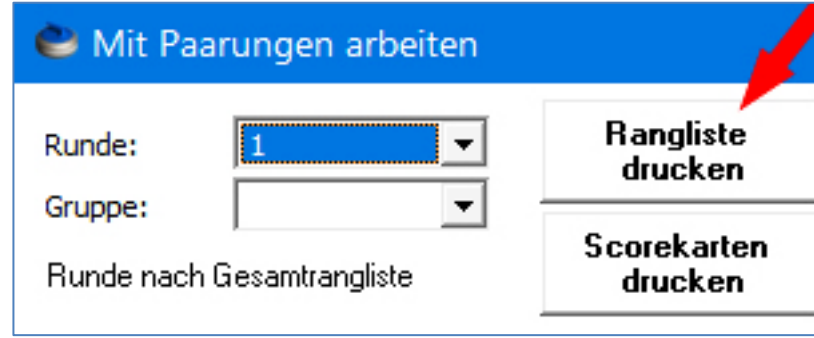 Mit Paarungen arbeiten
Runde:
1
Gruppe:
Runde nach Gesamtrangliste
Rangliste
drucken
Scorekarten
drucken